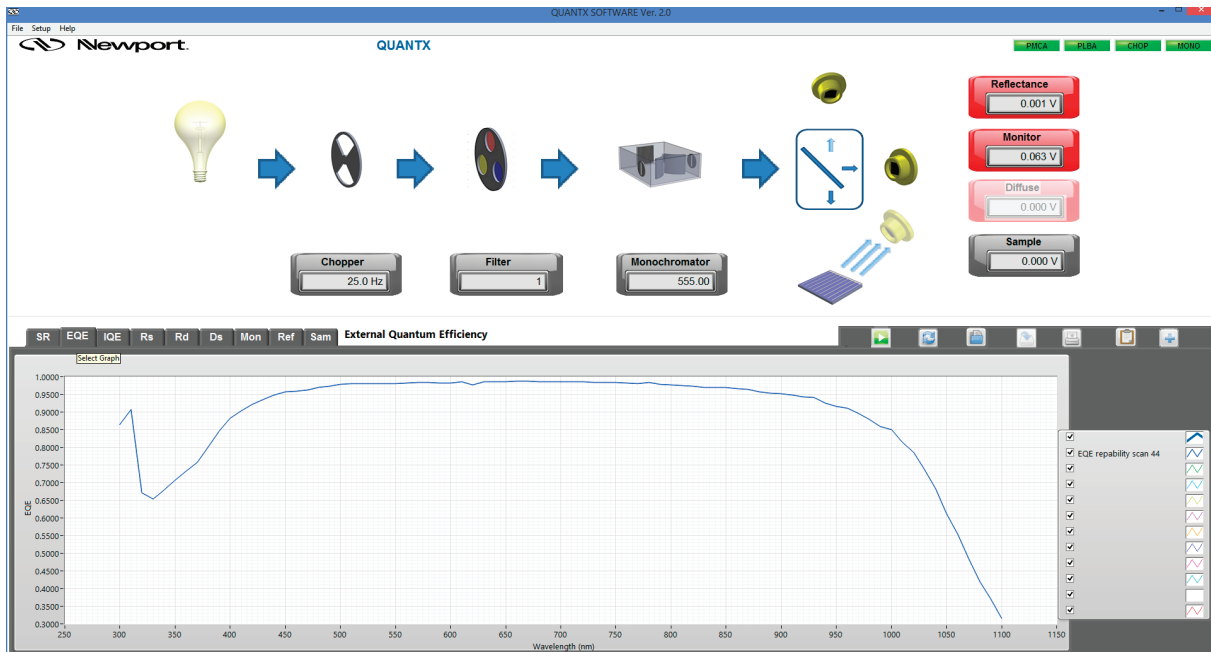 QUANTX SOFTWARE Ver. 2.0
File Setup Help
Newport. QUANTX PMCA PLBA CHOP MONO
Reflectance
0.001 V
Monitor
0.063 V
Diffuse
0.000 V
Sample
0.000 V
Chopper Filter Monochromator
25.0 Hz 1 555.00
SR EQE IQE Rs Rd Ds Mon Ref Sam External Quantum Efficiency
Select Graph
1.0000
0.9500
0.9000
0.8500
0.8000
0.7500
0.7000
0.6500
0.6000
0.5500
0.5000
0.4500
0.4000
0.3500
0.3000
EQE
250 300 350 400 450 500 550 600 650 700 750 800 850 900 950 1000 1050 1100 1150
Wavelength (nm)
EQE repability scan 44